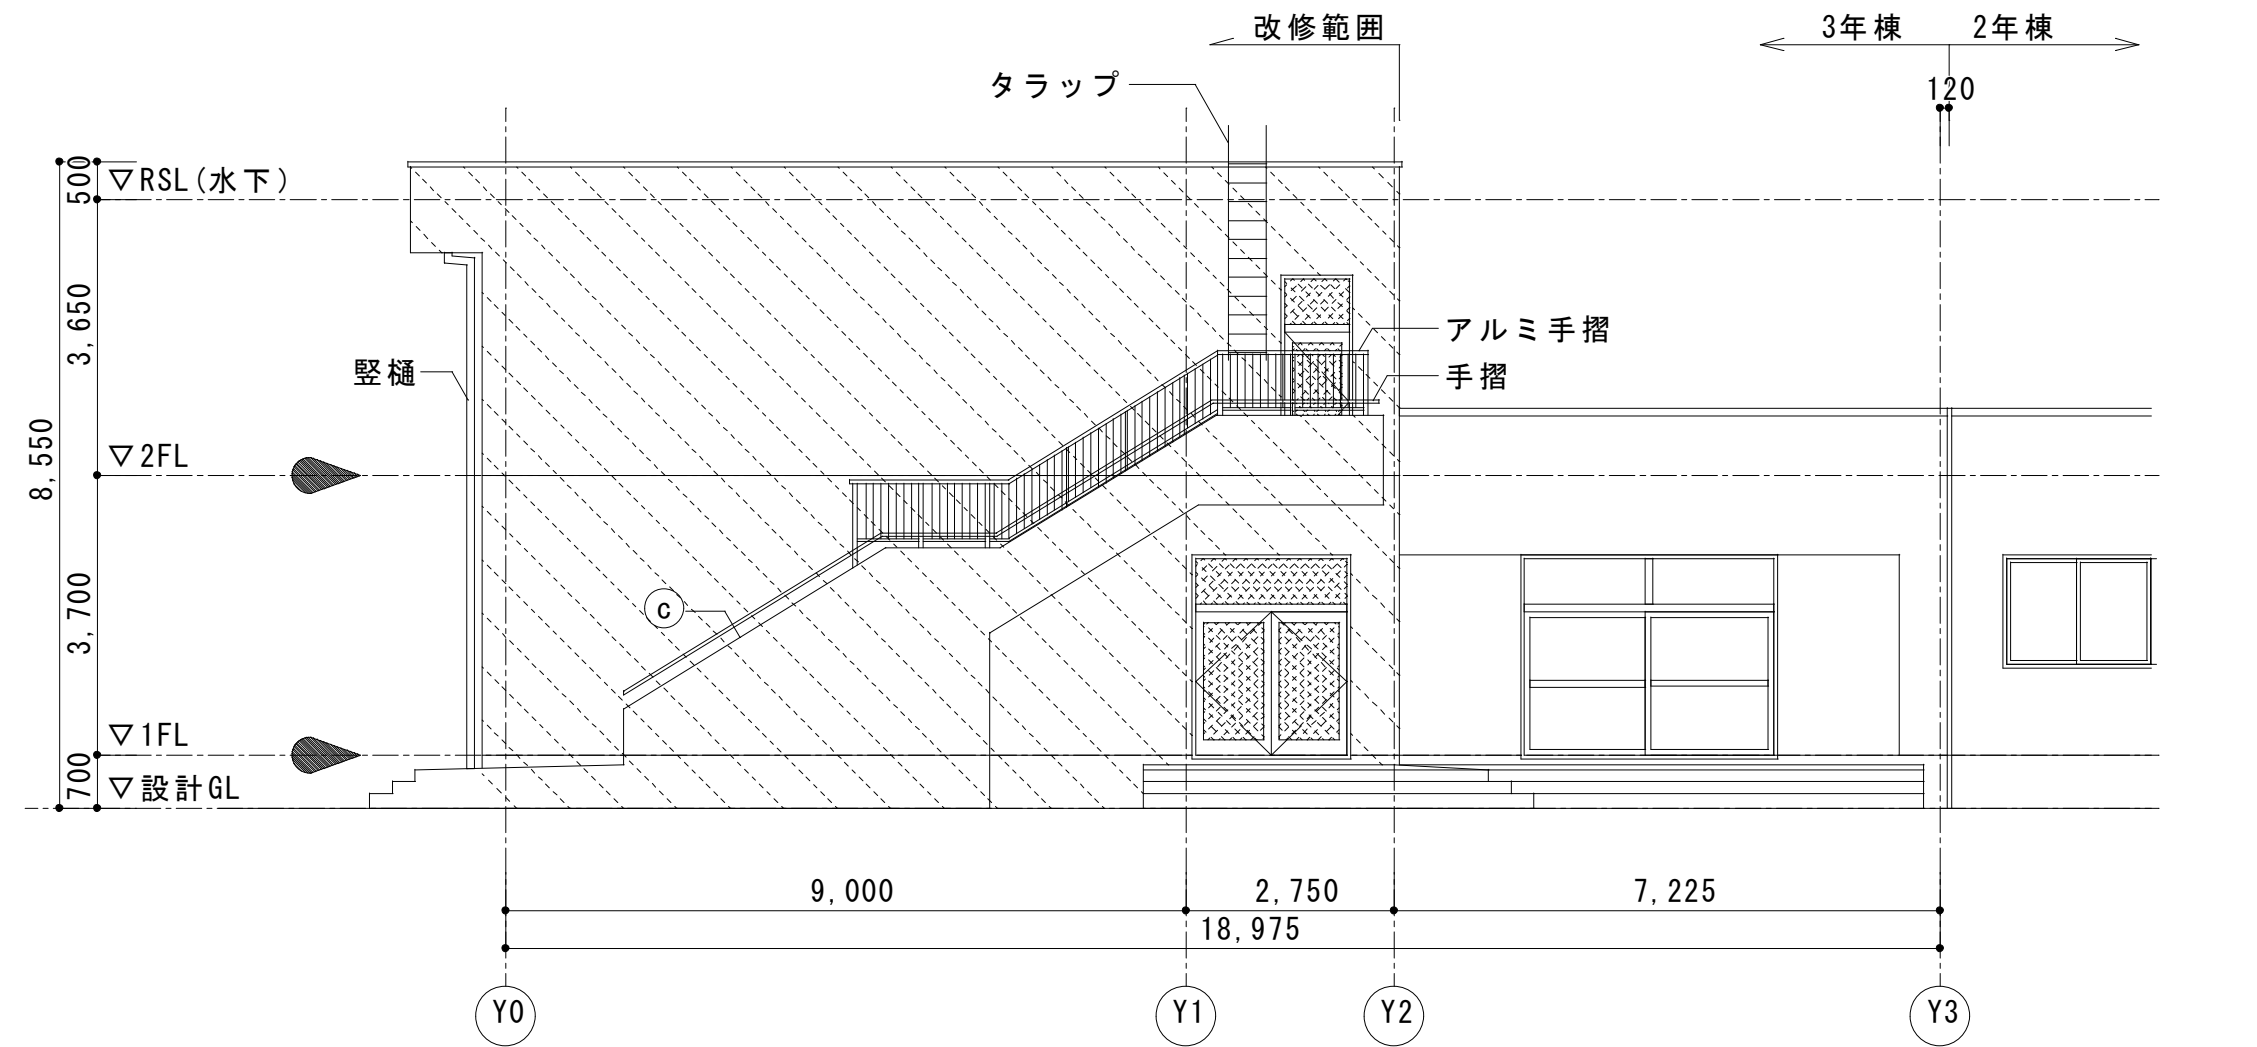 改修範囲
3年棟
2年棟
タラップ
120
500
▽RSL(水下)
3,650
アルミ手摺
竪樋
手摺
8,550
▽2FL
3,700
c
▽1FL
700
▽設計GL
9,000
2,750
7,225
18,975
Y0
Y1
Y2
Y3